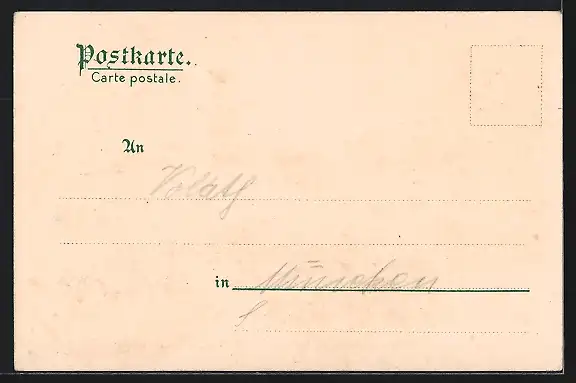 Postkarte.
Carte postale.
An
in München